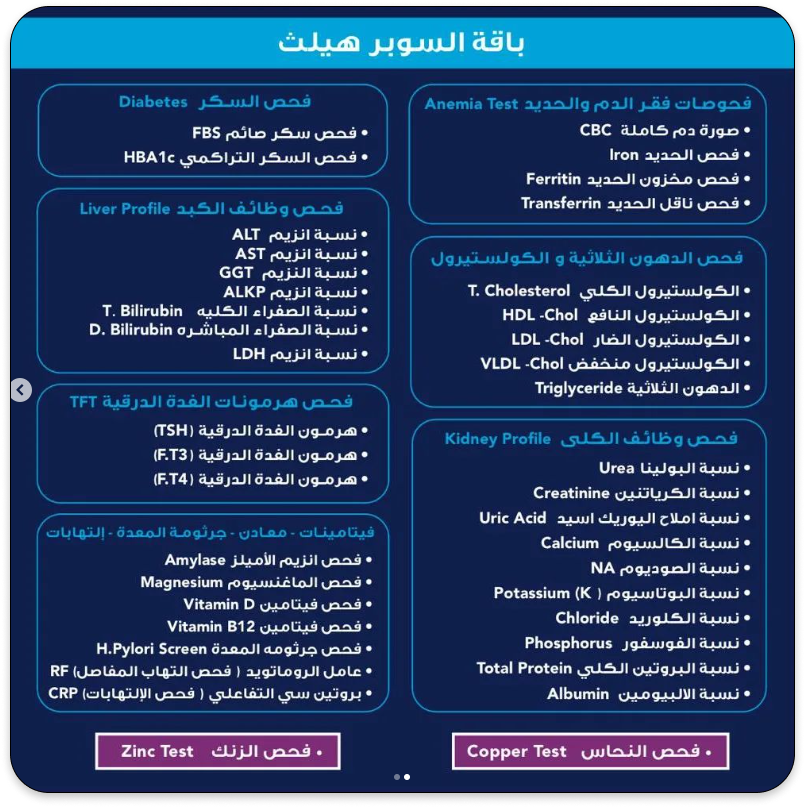 باقة السوبر هيلث
فحوصات فقر الدم والحديد Anemia Test
• صورة دم كاملة CBC
• فحص الحديد Iron
• فحص مخزون الحديد Ferritin
• فحص ناقل الحديد Transferrin
فحص الدهون الثلاثية و الكولستيرول
• الكولستيرول الكلي T. Cholesterol
• الكولستيرول النافع HDL -Chol
• الكولستيرول الضار LDL -Chol
• الكولستيرول منخفض VLDL -Chol
• الدهون الثلاثية Triglyceride
فحص وظائف الكلى Kidney Profile
• نسبة البولينا Urea
• نسبة الكرياتنين Creatinine
• نسبة املاح اليوريك اسيد Uric Acid
• نسبة الكالسيوم Calcium
• نسبة الصوديوم NA
• نسبة البوتاسيوم Potassium (K )
• نسبة الكلوريد Chloride
• نسبة الفوسفور Phosphorus
• نسبة البروتين الكلي Total Protein
• نسبة الالبيومين Albumin
• فحص النحاس Copper Test
فحص السكر Diabetes
• فحص سكر صائم FBS
• فحص السكر التراكمي HBA1c
فحص وظائف الكبد Liver Profile
• نسبة انزيم ALT
• نسبة انزيم AST
• نسبة النزيم GGT
• نسبة انزيم ALKP
• نسبة الصفراء الكليه T. Bilirubin
• نسبة الصفراء المباشره D. Bilirubin
• نسبة انزيم LDH
فحص هرمونات الغدة الدرقية TFT
• هرمون الغدة الدرقية (TSH)
• هرمون الغدة الدرقية (F.T3)
• هرمون الغدة الدرقية (F.T4)
فيتامينات - معادن - جرثومة المعدة - إلتهابات
• فحص انزيم الأميلز Amylase
• فحص الماغنسيوم Magnesium
• فحص فيتامين Vitamin D
• فحص فيتامين Vitamin B12
• فحص جرثومه المعدة H.Pylori Screen
• عامل الروماتويد ( فحص التهاب المفاصل) RF
• بروتين سي التفاعلي ( فحص الإلتهابات) CRP
• فحص الزنك Zinc Test